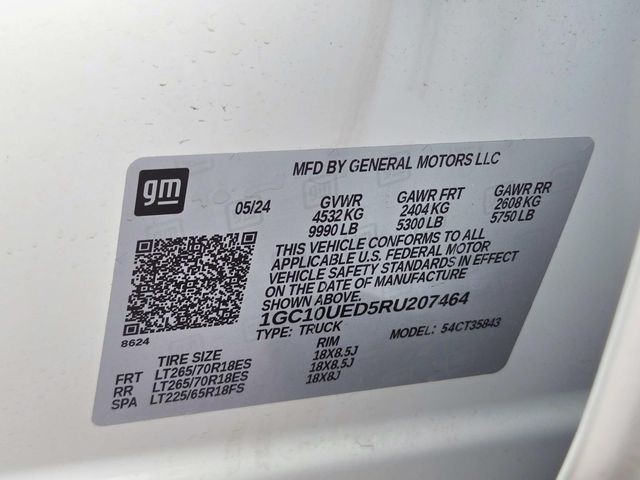 MFD BY GENERAL MOTORS LLC
gm
05/24 GVWR GAWR FRT GAWR RR
4532 KG 2404 KG 2608 KG
9990 LB 5300 LB 5750 LB
THIS VEHICLE CONFORMS TO ALL
APPLICABLE U.S. FEDERAL MOTOR
VEHICLE SAFETY STANDARDS IN EFFECT
ON THE DATE OF MANUFACTURE
SHOWN ABOVE.
1GC10UED5RU207464
8624
TYPE: TRUCK MODEL: 54CT35843
TIRE SIZE RIM
FRT LT265/70R18ES 18X8.5J
RR LT265/70R18ES 18X8.5J
SPA LT225/65R18FS 18X8J